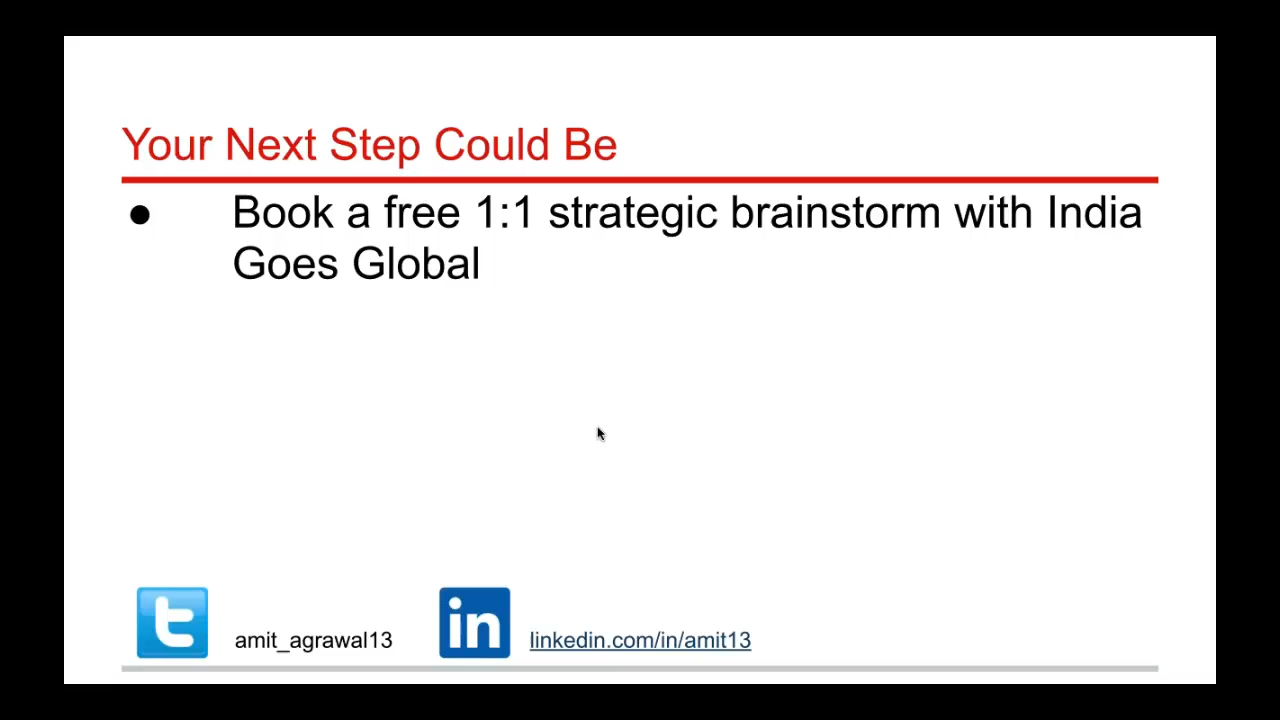 Your Next Step Could Be
● Book a free 1:1 strategic brainstorm with India
Goes Global
t amit_agrawal13 in linkedin.com/in/amit13